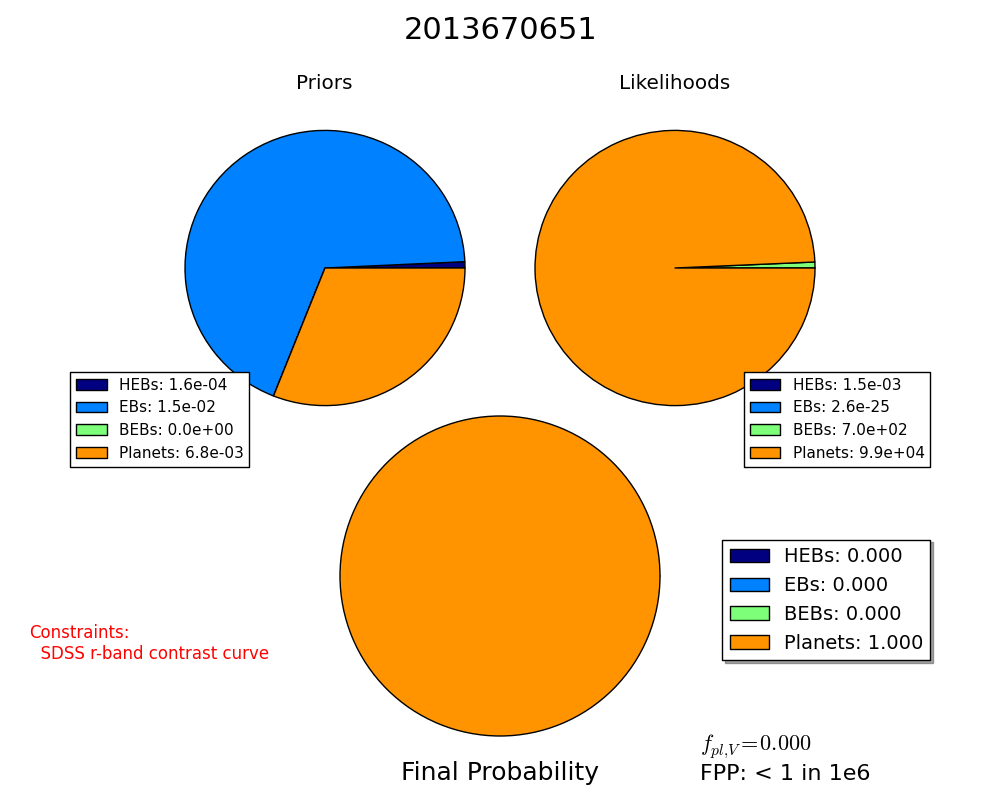 2013670651
Priors
Likelihoods
HEBs: 1.6e-04
EBs: 1.5e-02
BEBs: 0.0e+00
Planets: 6.8e-03
HEBs: 1.5e-03
EBs: 2.6e-25
BEBs: 7.0e+02
Planets: 9.9e+04
HEBs: 0.000
EBs: 0.000
BEBs: 0.000
Planets: 1.000
Constraints:
SDSS r-band contrast curve
f_{pl,V}=0.000
Final Probability
FPP: < 1 in 1e6